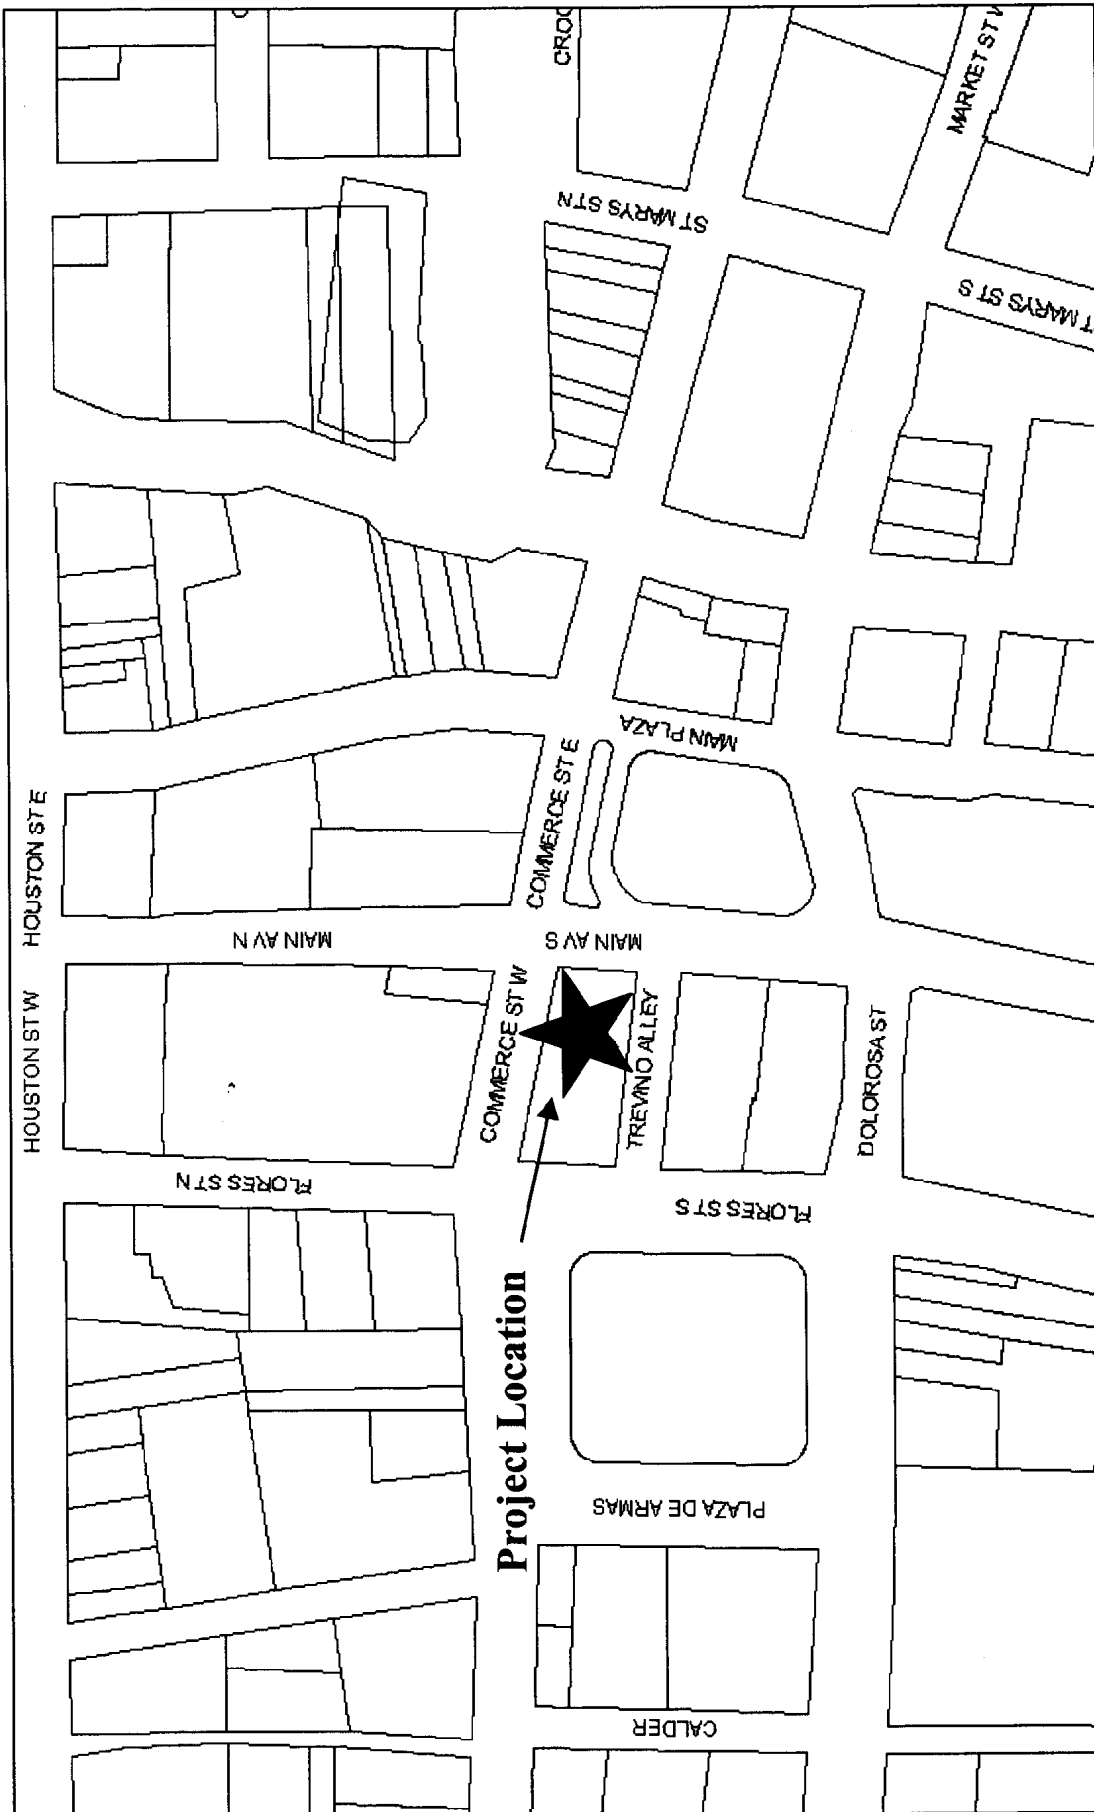 CROC
MARKET ST W
ST MARYS ST N
ST MARYS ST S
MAIN PLAZA
COMMERCE ST E
HOUSTON ST E
MAIN AV N
MAIN AV S
HOUSTON ST W
COMMERCE ST W
TREVINO ALLEY
DOLOROSA ST
FLORES ST N
FLORES ST S
Project Location
PLAZA DE ARMAS
CALDER